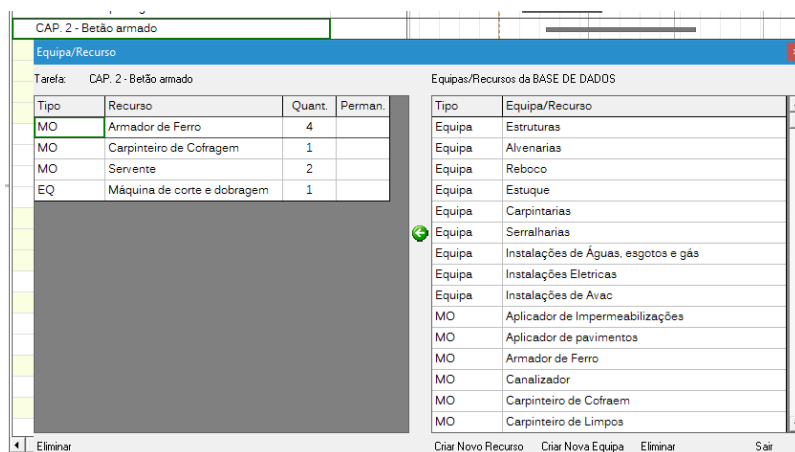 CAP. 2 - Betão armado
Equipa/Recurso
Tarefa: CAP. 2 - Betão armado
Equipas/Recursos da BASE DE DADOS
Tipo Recurso Quant. Perman.
Tipo Equipa/Recurso
MO Armador de Ferro 4
Equipa Estruturas
MO Carpinteiro de Cofragem 1
Equipa Alvenarias
MO Servente 2
Equipa Reboco
EQ Máquina de corte e dobragem 1
Equipa Estuque
Equipa Carpintarias
Equipa Serralharias
Equipa Instalações de Águas, esgotos e gás
Equipa Instalações Eletricas
Equipa Instalações de Avac
MO Aplicador de Impermeabilizações
MO Aplicador de pavimentos
MO Armador de Ferro
MO Canalizador
MO Carpinteiro de Cofraem
MO Carpinteiro de Limpos
Eliminar
Criar Novo Recurso Criar Nova Equipa Eliminar Sair